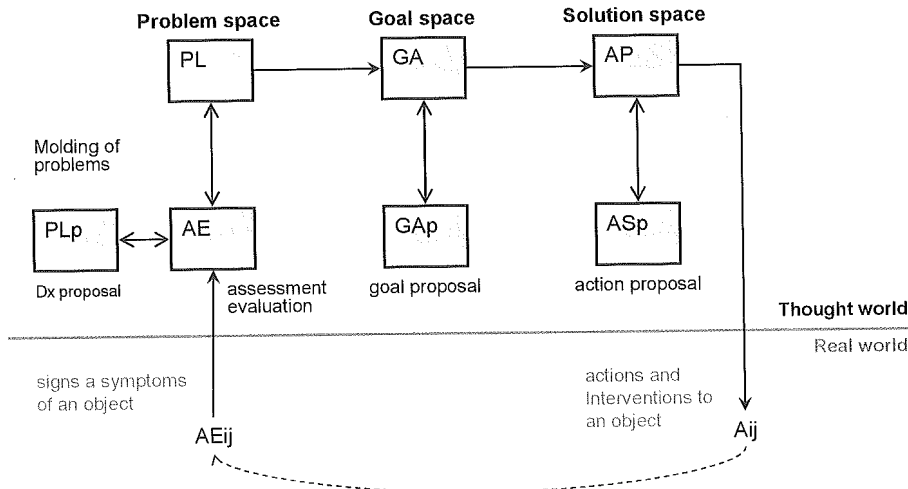 Problem space
Goal space
Solution space
PL
GA
AP
Molding of
problems
PLp
AE
GAp
ASp
Dx proposal
assessment
evaluation
goal proposal
action proposal
Thought world
Real world
signs a symptoms
of an object
actions and
Interventions to
an object
AEij
Aij